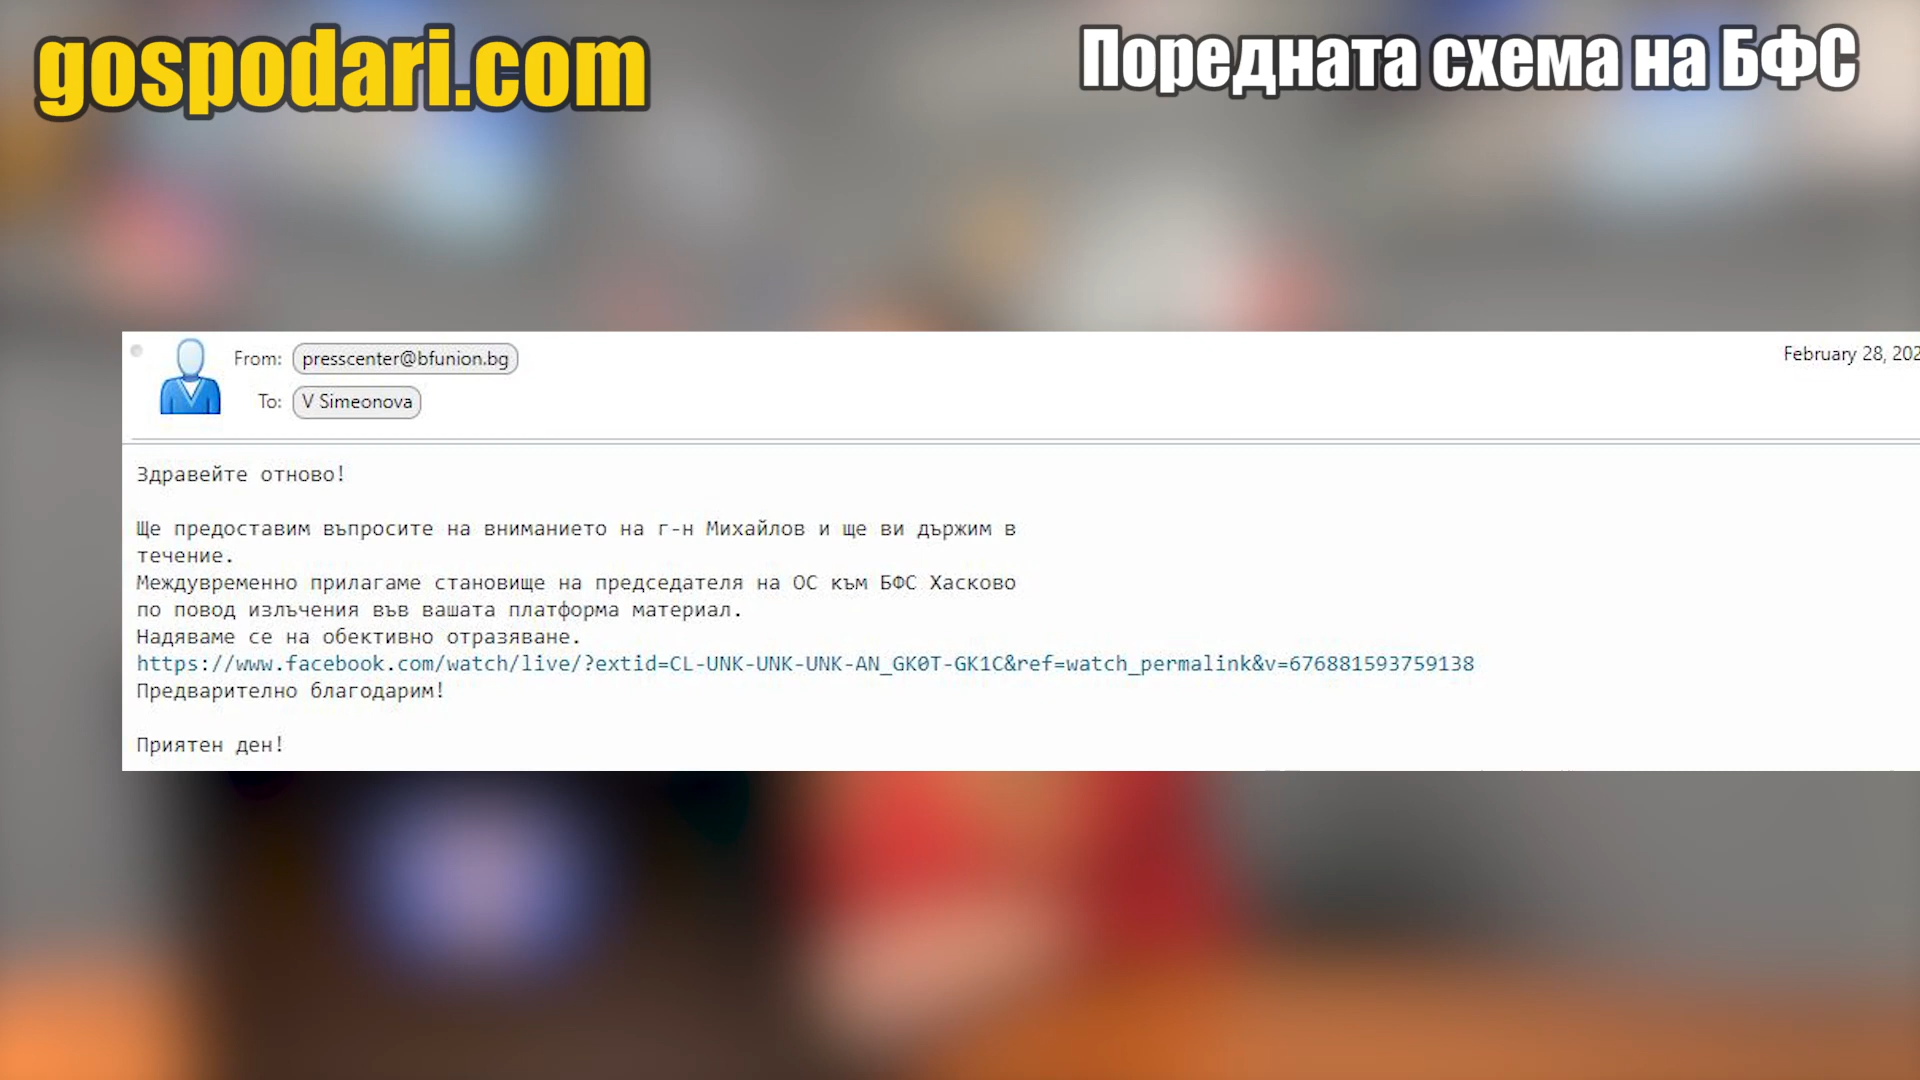 gospodari.com
Поредната схема на БФС
From: presscenter@bfunion.bg
February 28, 202
To: V Simeonova
Здравейте отново!
Ще предоставим въпросите на вниманието на г-н Михайлов и ще ви държим в
течение.
Междувременно прилагаме становище на председателя на ОС към БФС Хасково
по повод излъчения във вашата платформа материал.
Надяваме се на обективно отразяване.
https://www.facebook.com/watch/live/?extid=CL-UNK-UNK-UNK-AN_GK0T-GK1C&ref=watch_permalink&v=676881593759138
Предварително благодарим!
Приятен ден!